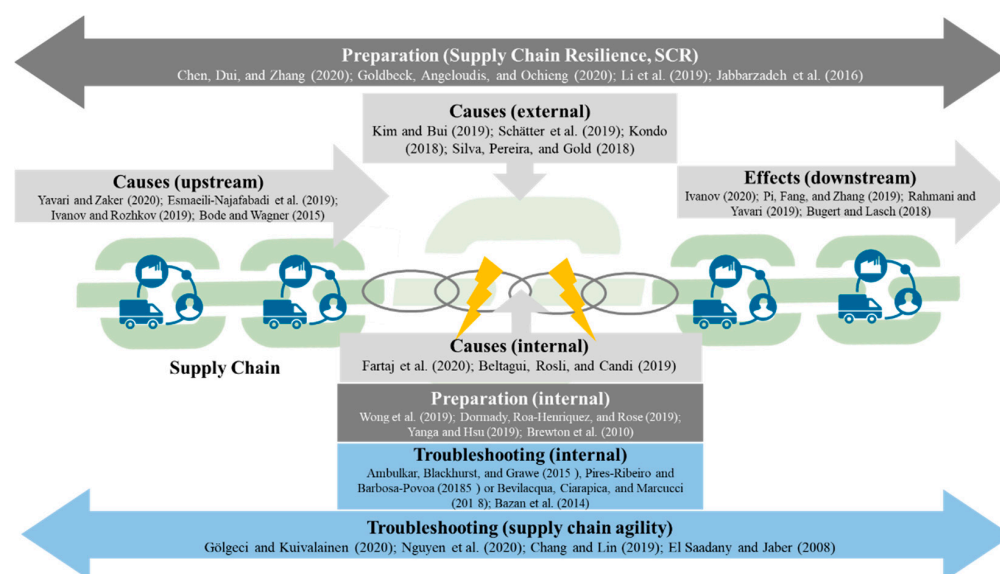 Preparation (Supply Chain Resilience, SCR)
Chen, Dui, and Zhang (2020); Goldbeck, Angeloudis, and Ochieng (2020); Li et al. (2019); Jabbarzadeh et al. (2016)
Causes (external)
Kim and Bui (2019); Schätter et al. (2019); Kondo
(2018); Silva, Pereira, and Gold (2018)
Causes (upstream)
Yavari and Zaker (2020); Esmaeili-Najafabadi et al. (2019);
Ivanov and Rozhkov (2019); Bode and Wagner (2015)
Effects (downstream)
Ivanov (2020); Pi, Fang, and Zhang (2019); Rahmani and
Yavari (2019); Bugert and Lasch (2018)
Supply Chain
Causes (internal)
Fartaj et al. (2020); Beltagui, Rosli, and Candi (2019)
Preparation (internal)
Wong et al. (2019); Dormady, Roa-Henriquez, and Rose (2019);
Yanga and Hsu (2019); Brewton et al. (2010)
Troubleshooting (internal)
Ambulkar, Blackhurst, and Grawe (2015 ), Pires-Ribeiro and
Barbosa-Povoa (20185 ) or Bevilacqua, Ciarapica, and Marcucci
(201 8); Bazan et al. (2014)
Troubleshooting (supply chain agility)
Gölgeci and Kuivalainen (2020); Nguyen et al. (2020); Chang and Lin (2019); El Saadany and Jaber (2008)